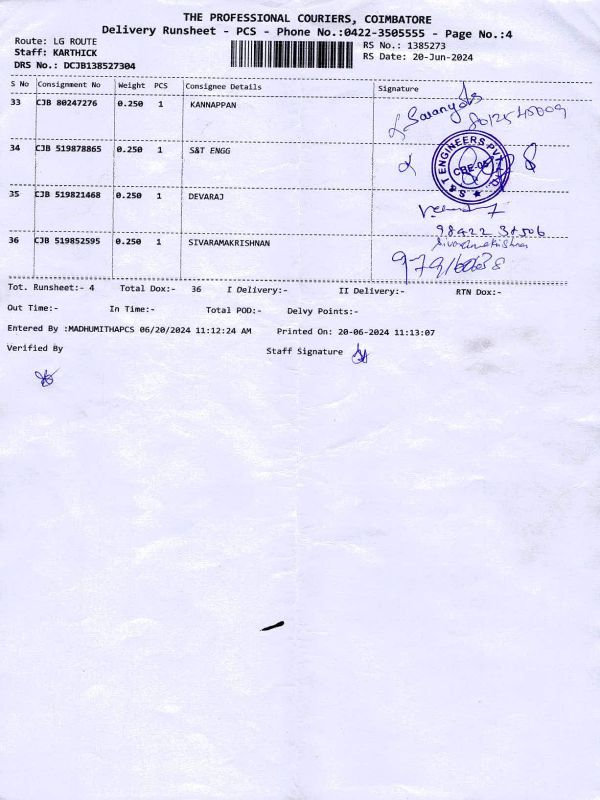 THE PROFESSIONAL COURIERS, COIMBATORE
Delivery Runsheet - PCS - Phone No.:0422-3505555 - Page No.:4
Route: LG ROUTE
RS No.: 1385273
Staff: KARTHICK
RS Date: 20-Jun-2024
DRS No.: DCJB138527304
S No Consignment No Weight PCS Consignee Details Signature
33 CJB 80247276 0.250 1 KANNAPPAN
34 CJB 519878865 0.250 1 S&T ENGG
S & T ENGINEERS PVT LTD
35 CJB 519821468 0.250 1 DEVARAJ
36 CJB 519852595 0.250 1 SIVARAMAKRISHNAN
Sivaramakrishnan
Tot. Runsheet:- 4 Total Dox:- 36 I Delivery:- II Delivery:- RTN Dox:-
Out Time:- In Time:- Total POD:- Delvy Points:-
Entered By :MADHUMITHAPCS 06/20/2024 11:12:24 AM Printed On: 20-06-2024 11:13:07
Verified By Staff Signature